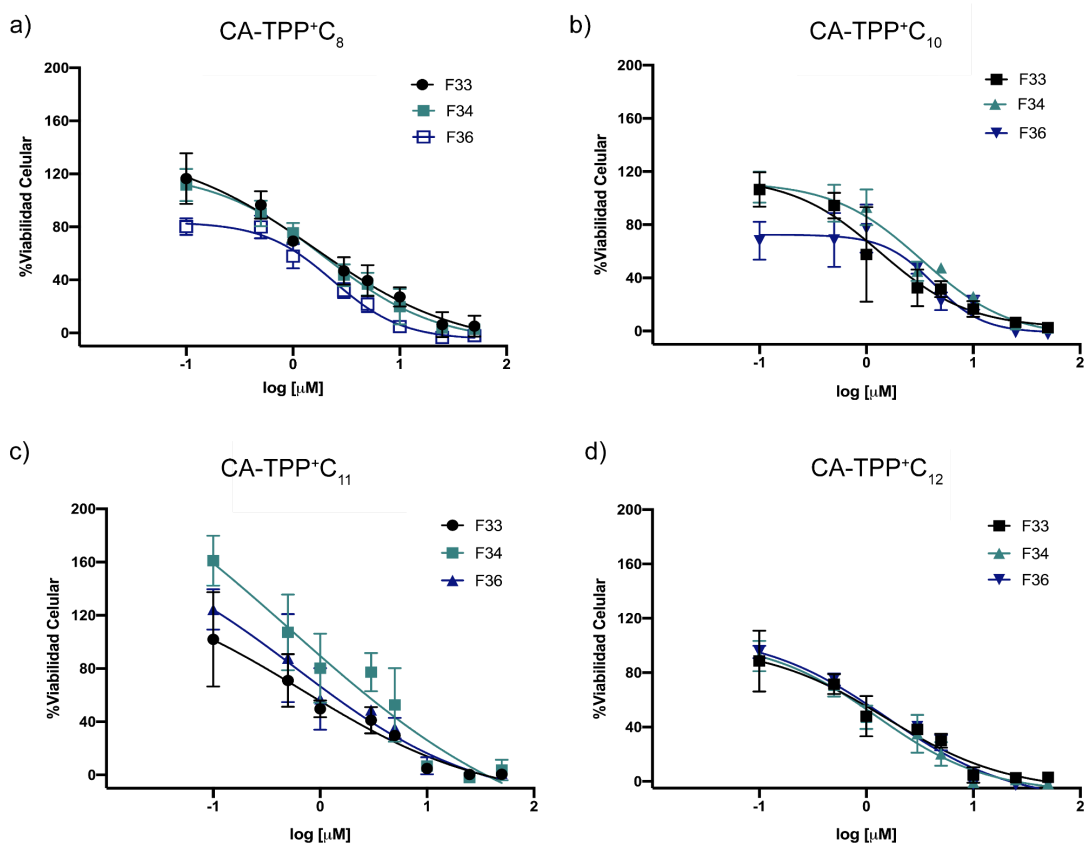 a)
CA-TPP⁺C₈
200
160
120
80
40
0
%Viabilidad Celular
-1 0 1 2
log [μM]
F33
F34
F36
b)
CA-TPP⁺C₁₀
200
160
120
80
40
0
%Viabilidad Celular
-1 0 1 2
log [μM]
F33
F34
F36
c)
CA-TPP⁺C₁₁
200
160
120
80
40
0
%Viabilidad Celular
-1 0 1 2
log [μM]
F33
F34
F36
d)
CA-TPP⁺C₁₂
200
160
120
80
40
0
%Viabilidad Celular
-1 0 1 2
log [μM]
F33
F34
F36